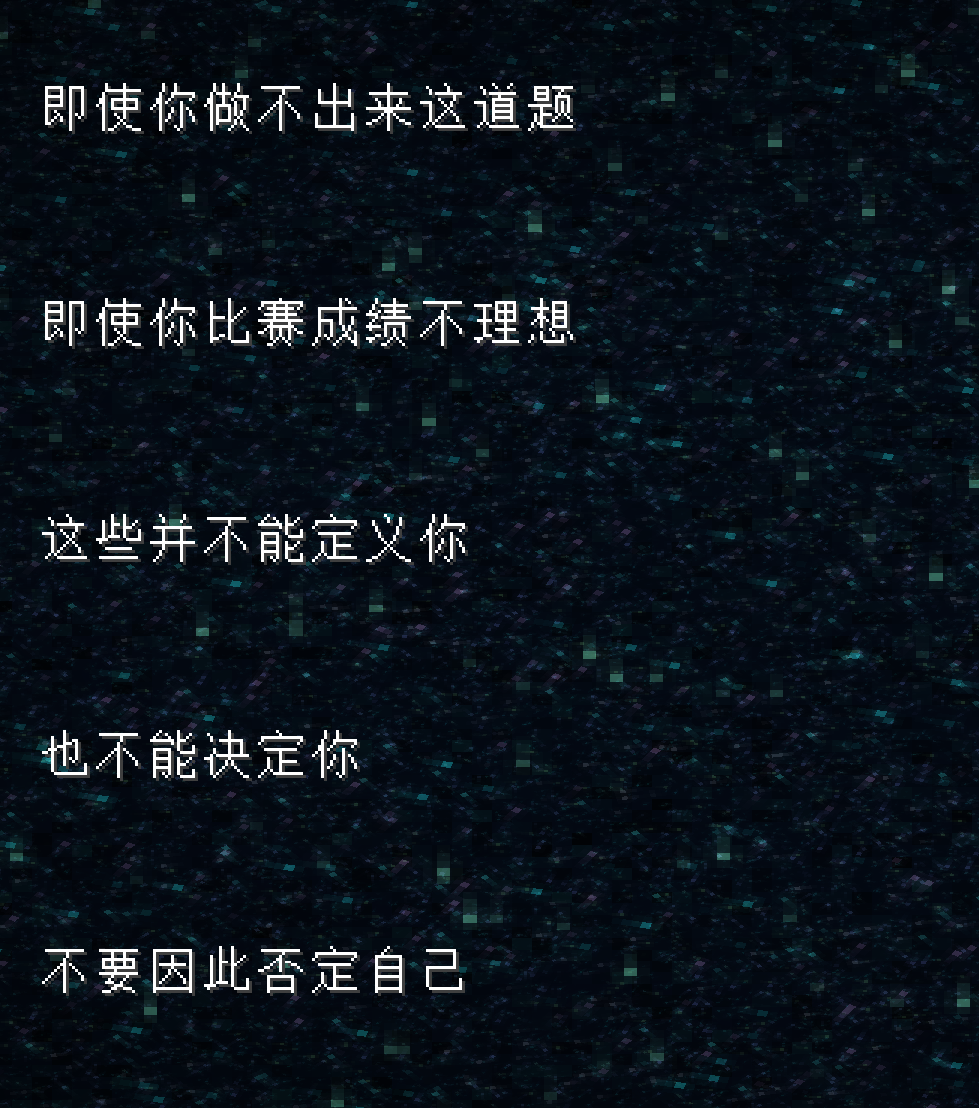 即使你做不出来这道题
即使你比赛成绩不理想
这些并不能定义你
也不能决定你
不要因此否定自己